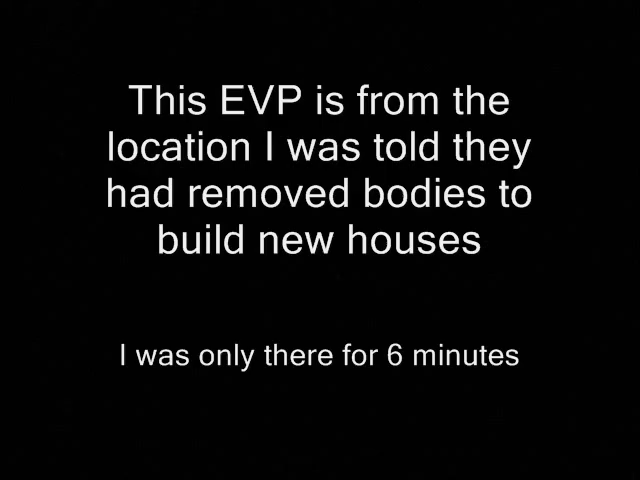 This EVP is from the
location I was told they
had removed bodies to
build new houses
I was only there for 6 minutes